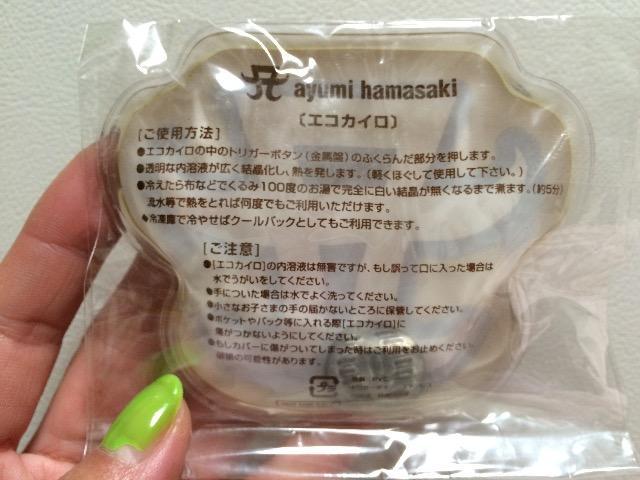 ayumi hamasaki
〔エコカイロ〕
[ご使用方法]
●エコカイロの中のトリガーボタン(金属盤)のふくらんだ部分を押します。
●透明な内溶液が広く結晶化し、熱を発します。(軽くほぐして使用して下さい。)
●冷えたら布などでくるみ100度のお湯で完全に白い結晶が無くなるまで煮ます。(約5分)
流水等で熱をとれば何度でもご利用いただけます。
●冷凍庫で冷やせばクールパックとしてもご利用できます。
[ご注意]
●[エコカイロ]の内溶液は無害ですが、もし誤って口に入った場合は
水でうがいをしてください。
●手についた場合は水でよく洗ってください。
●小さなお子さまの手の届かないところに保管してください。
●ポケットやバック等に入れる際[エコカイロ]に
傷がつかないようにしてください。
●もしカバーに傷がついてしまった時はご利用をお止めください。
破損の可能性があります。
プラ
PVC